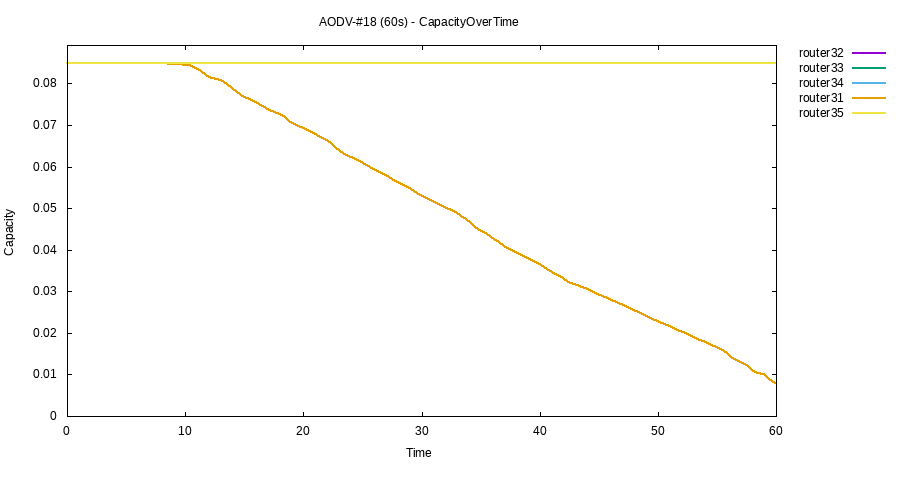 AODV-#18 (60s) - CapacityOverTime
router32
router33
router34
router31
router35
0.08
0.07
0.06
0.05
0.04
0.03
0.02
0.01
0
Capacity
0 10 20 30 40 50 60
Time